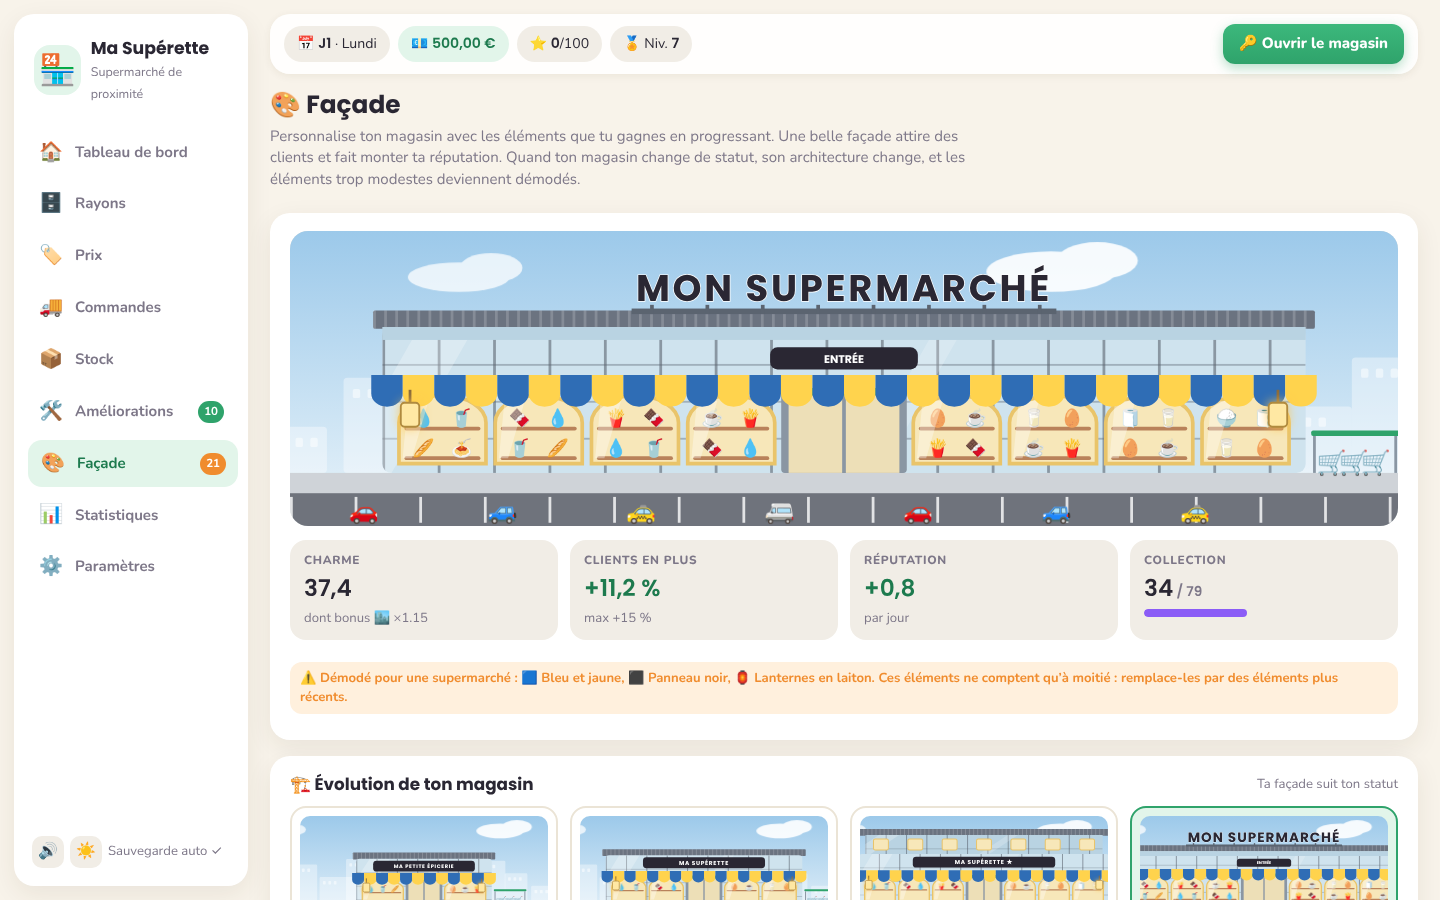 Ma Supérette
Supermarché de
proximité
Tableau de bord
Rayons
Prix
Commandes
Stock
Améliorations 10
Façade 21
Statistiques
Paramètres
Sauvegarde auto ✓
J1 · Lundi
500,00 €
0/100
Niv. 7
Ouvrir le magasin
Façade
Personnalise ton magasin avec les éléments que tu gagnes en progressant. Une belle façade attire des
clients et fait monter ta réputation. Quand ton magasin change de statut, son architecture change, et les
éléments trop modestes deviennent démodés.
MON SUPERMARCHÉ
ENTRÉE
CHARME
37,4
dont bonus ×1.15
CLIENTS EN PLUS
+11,2 %
max +15 %
RÉPUTATION
+0,8
par jour
COLLECTION
34 / 79
Démodé pour une supermarché : Bleu et jaune, Panneau noir, Lanternes en laiton. Ces éléments ne comptent qu'à moitié : remplace-les par des éléments plus
récents.
Évolution de ton magasin
Ta façade suit ton statut
MA PETITE ÉPICERIE
MA SUPÉRETTE
MA SUPÉRETTE ★
MON SUPERMARCHÉ
ENTRÉE